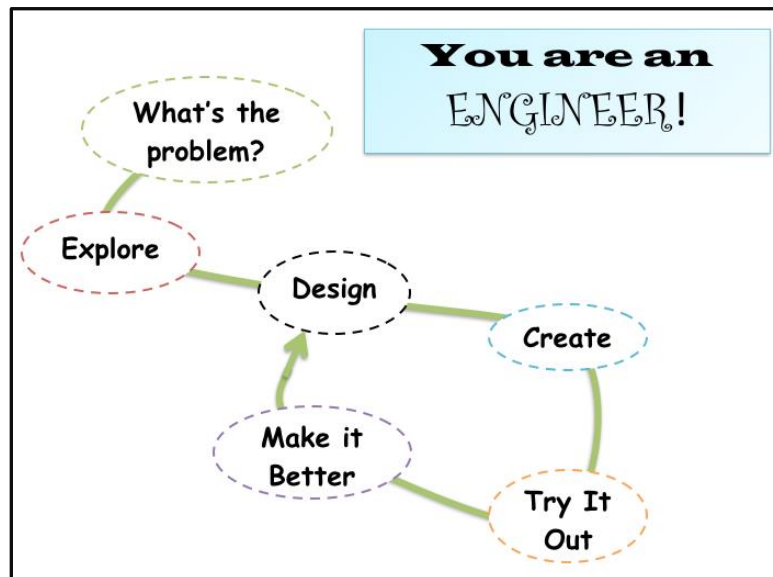 You are an
ENGINEER!
What's the
problem?
Explore
Design
Create
Try It
Out
Make it
Better